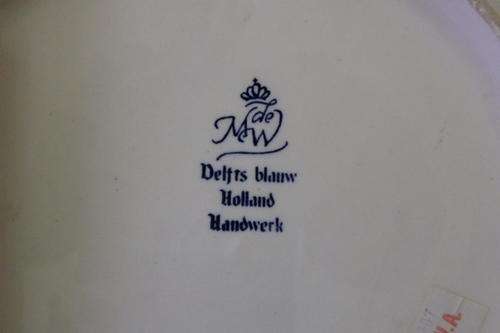 de
MW
Delfts blauw
Holland
Handwerk
.A.